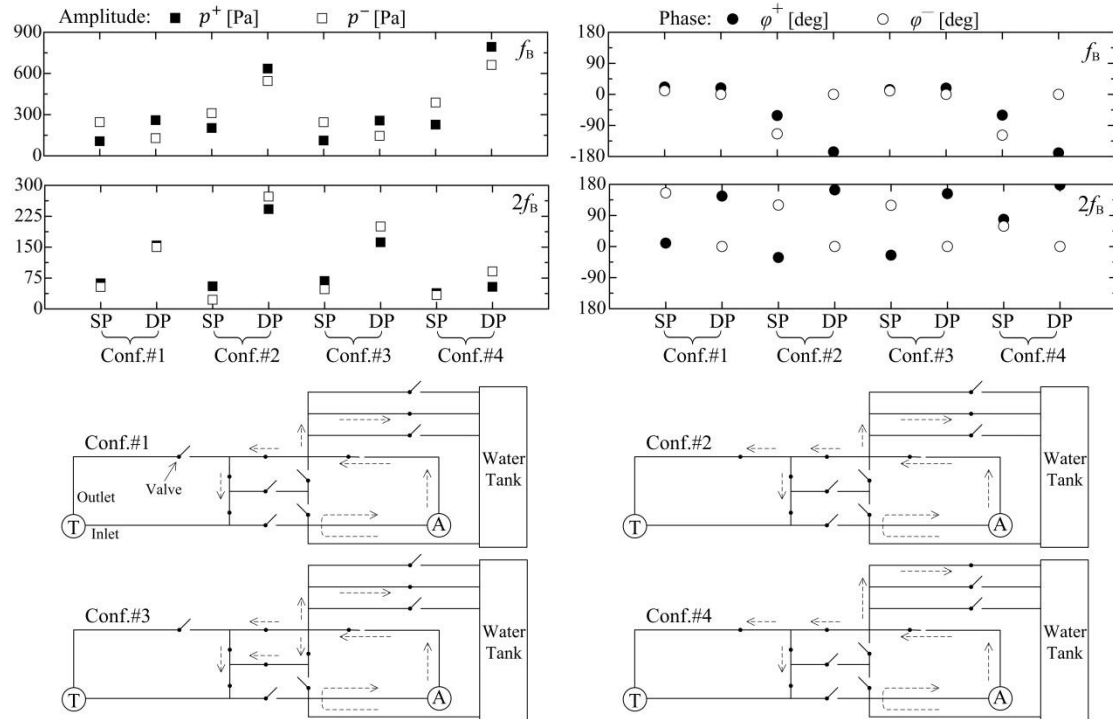 Amplitude: ■ p⁺ [Pa] □ p⁻ [Pa]
900
600
300
0
f_B
300
225
150
75
0
2f_B
SP DP SP DP SP DP SP DP
Conf.#1 Conf.#2 Conf.#3 Conf.#4
Phase: ● φ⁺ [deg] ○ φ⁻ [deg]
180
90
0
-90
-180
f_B
180
90
0
-90
180
2f_B
SP DP SP DP SP DP SP DP
Conf.#1 Conf.#2 Conf.#3 Conf.#4
Conf.#1
Valve
Outlet
T
Inlet
A
Water
Tank
Conf.#2
T
A
Water
Tank
Conf.#3
T
A
Water
Tank
Conf.#4
T
A
Water
Tank